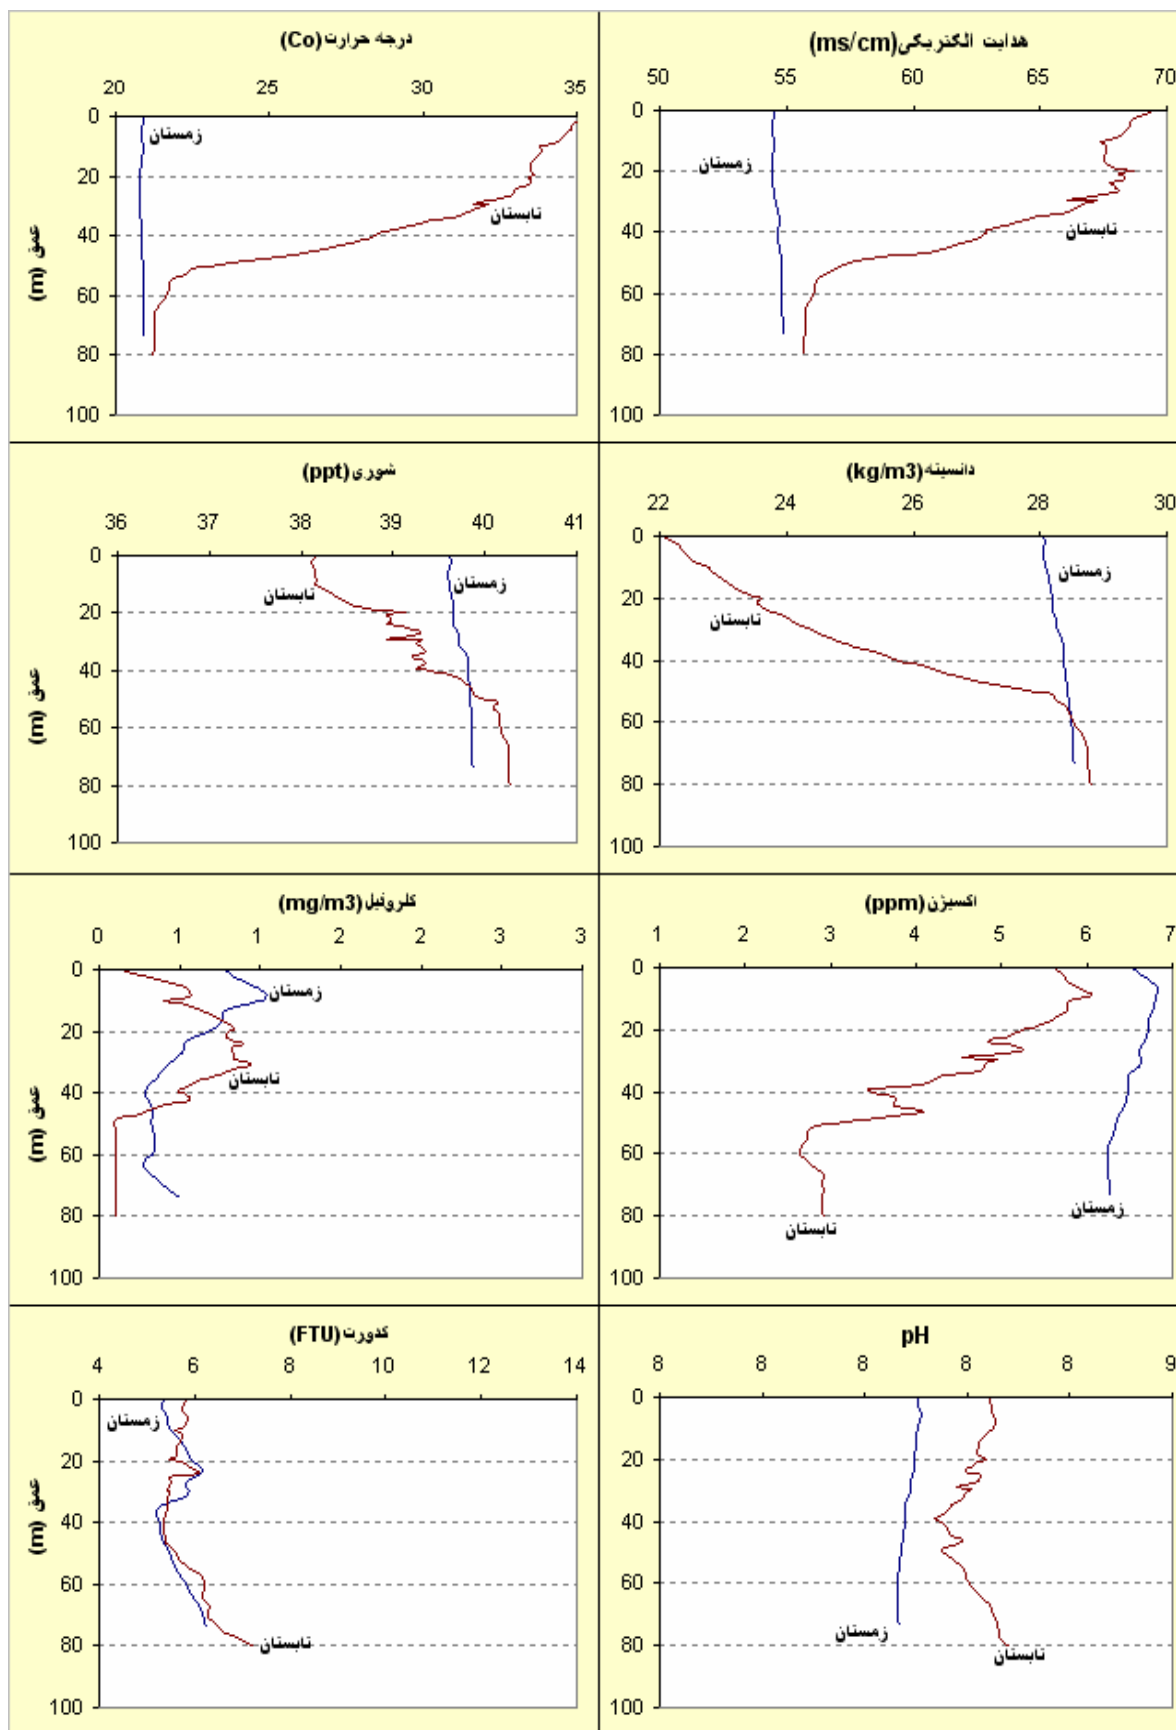 درجه حرارت (Co)
20 25 30 35
0
20
40
60
80
100
عمق (m)
زمستان
تابستان
هدایت الکتریکی (ms/cm)
50 55 60 65 70
0
20
40
60
80
100
زمستان
تابستان
شوری (ppt)
36 37 38 39 40 41
0
20
40
60
80
100
عمق (m)
تابستان
زمستان
دانسیته (kg/m3)
22 24 26 28 30
0
20
40
60
80
100
زمستان
تابستان
کلروفیل (mg/m3)
0 1 1 2 2 3 3
0
20
40
60
80
100
عمق (m)
زمستان
تابستان
اکسیژن (ppm)
1 2 3 4 5 6 7
0
20
40
60
80
100
زمستان
تابستان
کدورت (FTU)
4 6 8 10 12 14
0
20
40
60
80
100
عمق (m)
زمستان
تابستان
pH
8 8 8 8 8 9
0
20
40
60
80
100
زمستان
تابستان